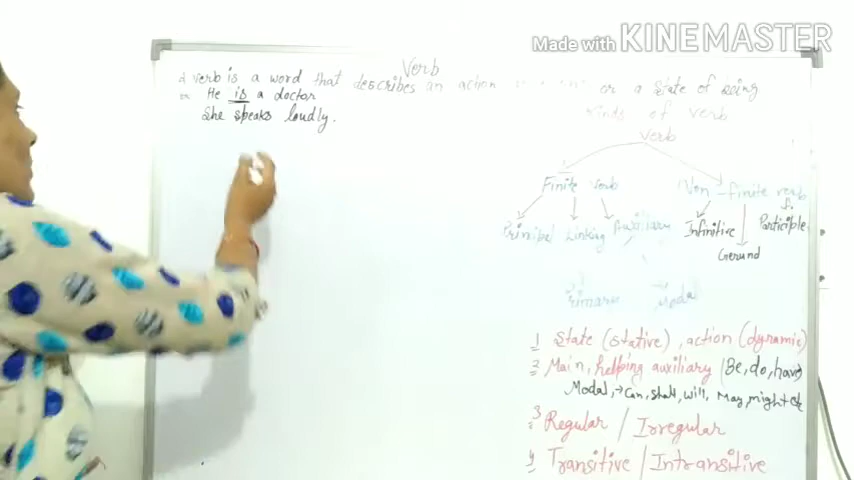 Made with KINEMASTER
Verb
A verb is a word that describes an action or a state of being
He is a doctor
She speaks loudly.
Kinds of verb
verb
Finite verb
Non-finite verb
Principal Linking Auxiliary
Infinitive Gerund Participle
Primary Modal
1 State (stative), action (dynamic)
2 Main, helping auxiliary / Be, do, have)
Modal, → Can, shall, will, May, might etc
3 Regular / Irregular
4 Transitive / Intransitive